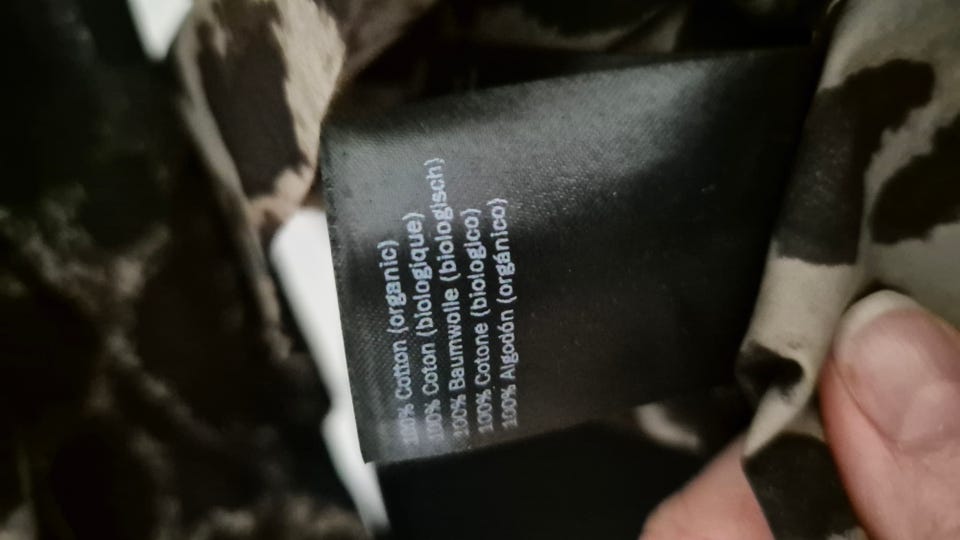 100% Cotton (organic)
100% Coton (biologique)
100% Baumwolle (biologisch)
100% Cotone (biologico)
100% Algodón (orgánico)